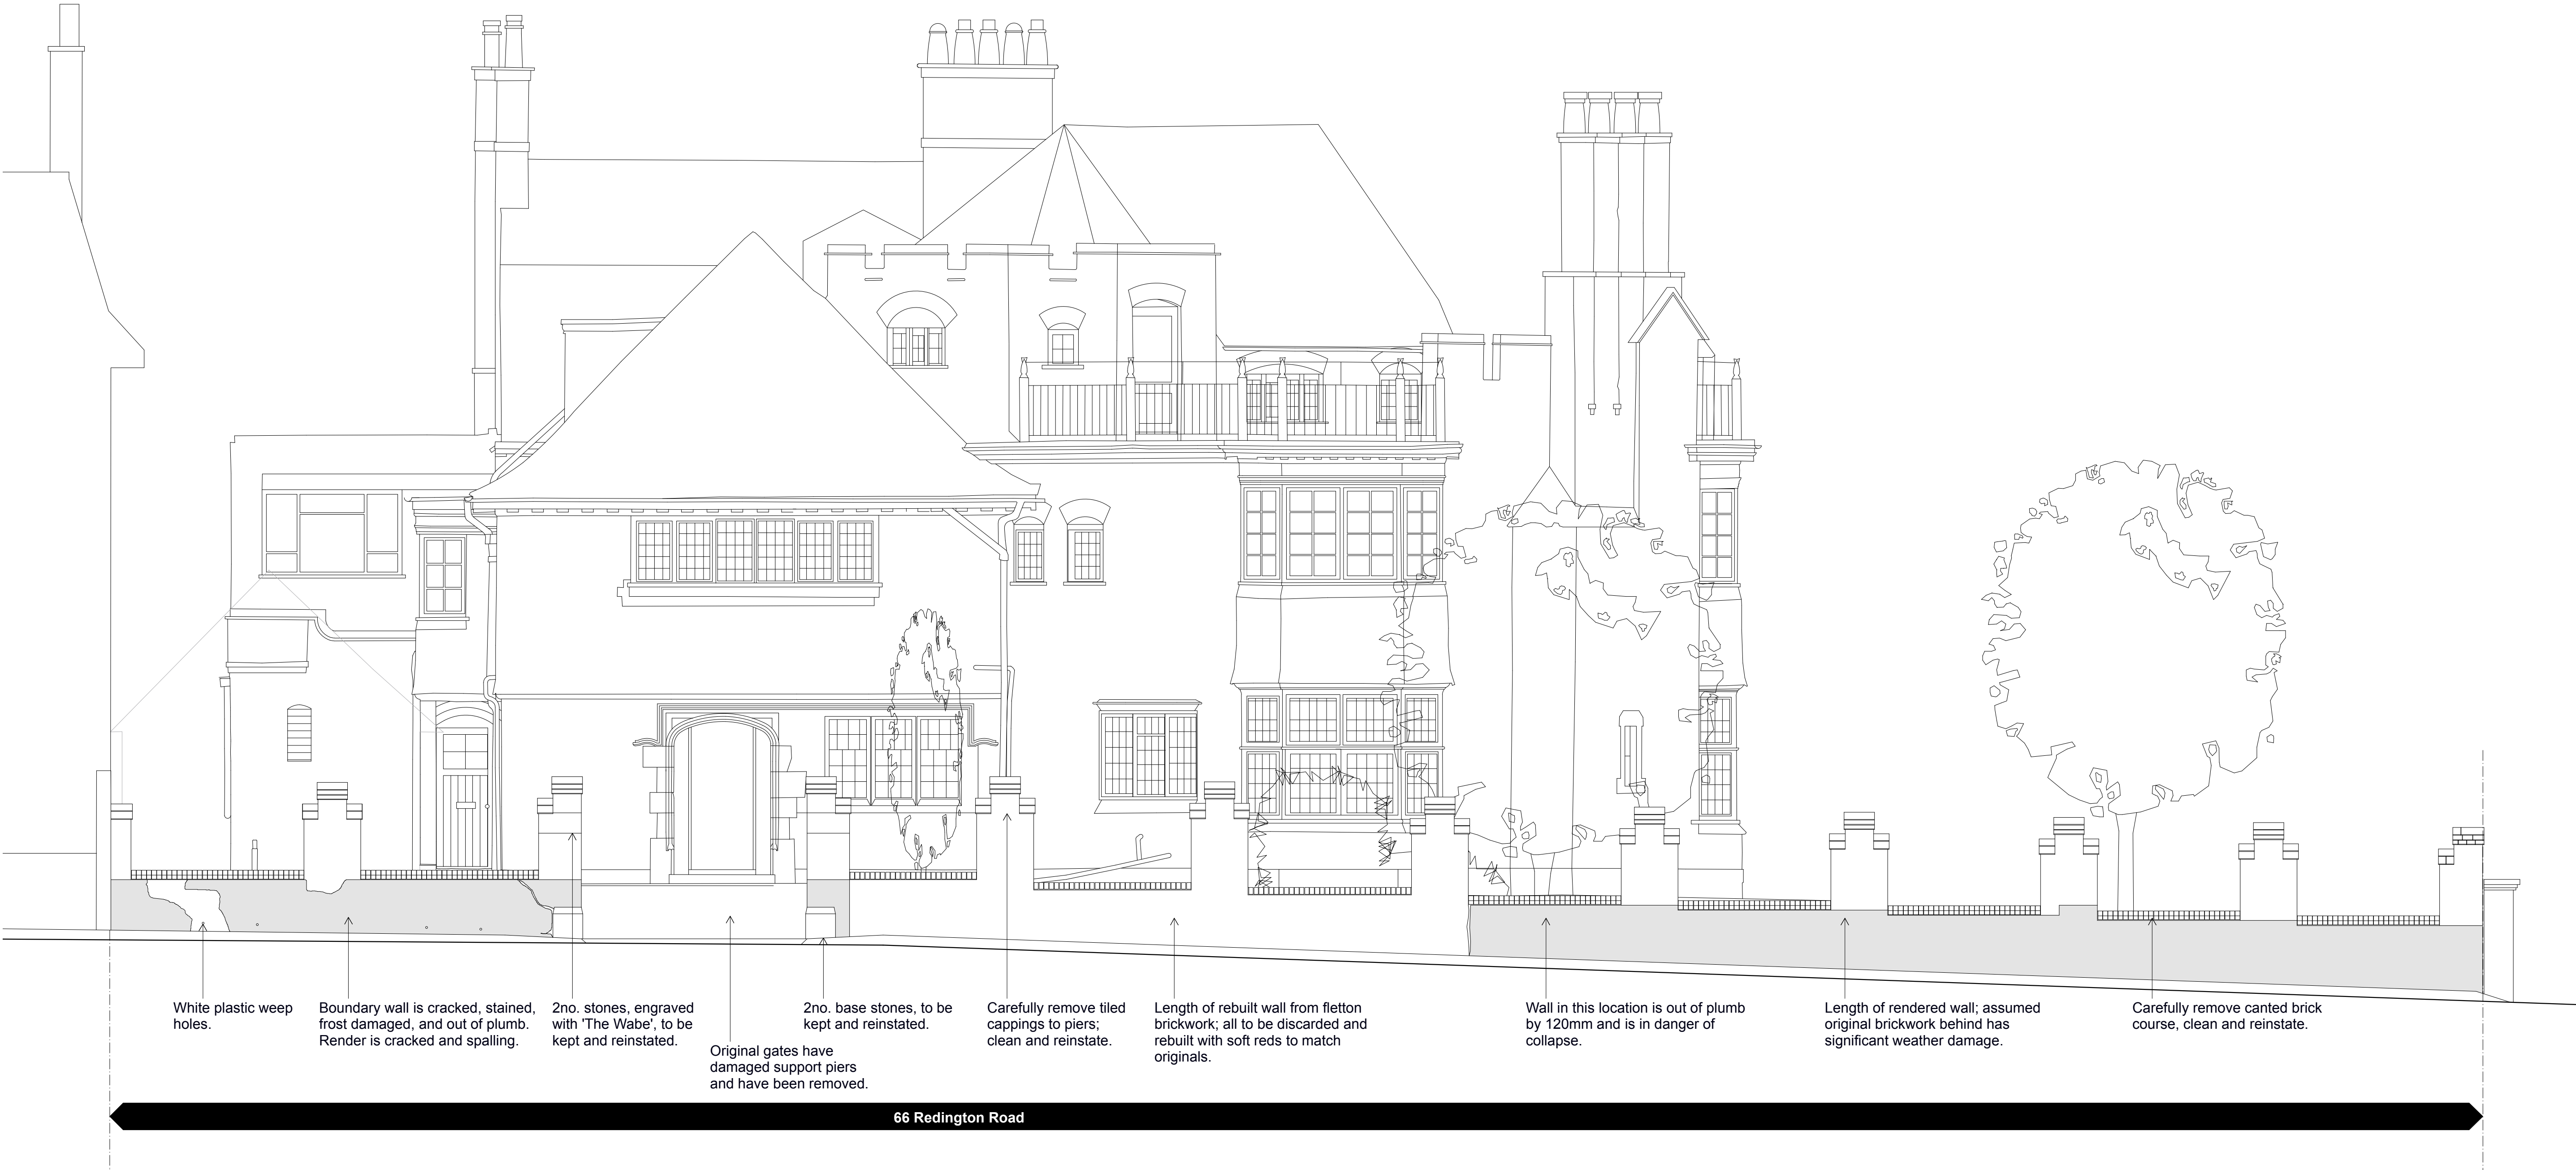 White plastic weep
holes.
Boundary wall is cracked, stained,
frost damaged, and out of plumb.
Render is cracked and spalling.
2no. stones, engraved
with 'The Wabe', to be
kept and reinstated.
Original gates have
damaged support piers
and have been removed.
2no. base stones, to be
kept and reinstated.
Carefully remove tiled
cappings to piers;
clean and reinstate.
Length of rebuilt wall from fletton
brickwork; all to be discarded and
rebuilt with soft reds to match
originals.
Wall in this location is out of plumb
by 120mm and is in danger of
collapse.
Length of rendered wall; assumed
original brickwork behind has
significant weather damage.
Carefully remove canted brick
course, clean and reinstate.
66 Redington Road